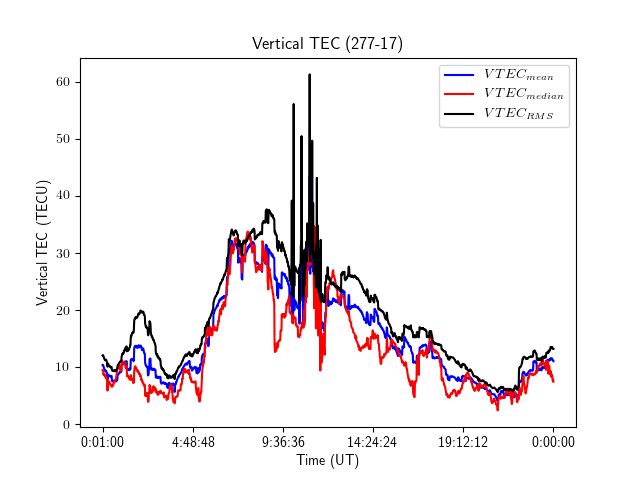 Vertical TEC (277-17)
VTEC_mean
VTEC_median
VTEC_RMS
60
50
40
30
20
10
0
Vertical TEC (TECU)
0:01:00 4:48:48 9:36:36 14:24:24 19:12:12 0:00:00
Time (UT)